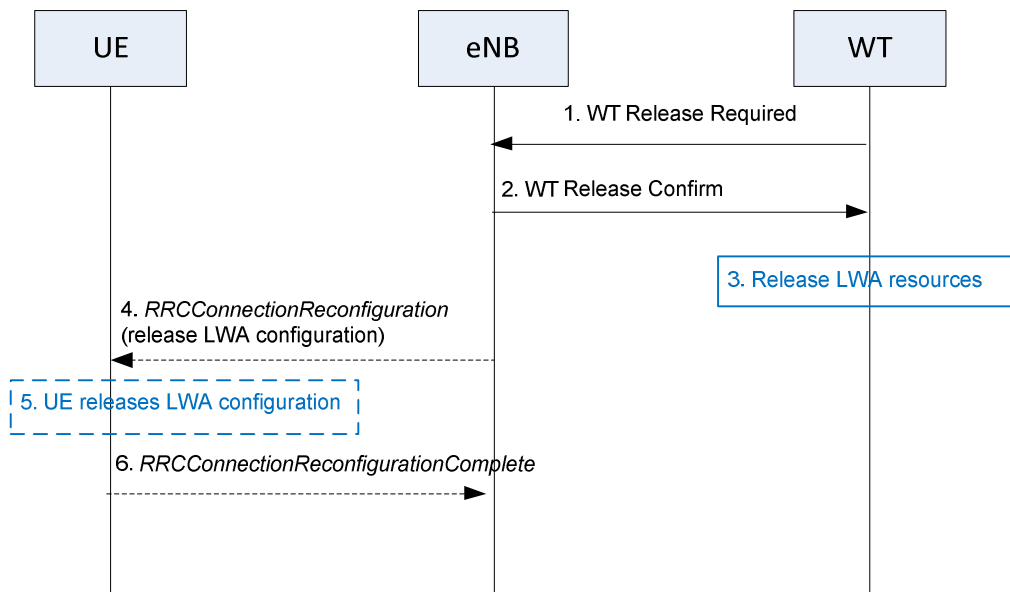 UE
eNB
WT
1. WT Release Required
2. WT Release Confirm
3. Release LWA resources
4. RRCConnectionReconfiguration
(release LWA configuration)
5. UE releases LWA configuration
6. RRCConnectionReconfigurationComplete